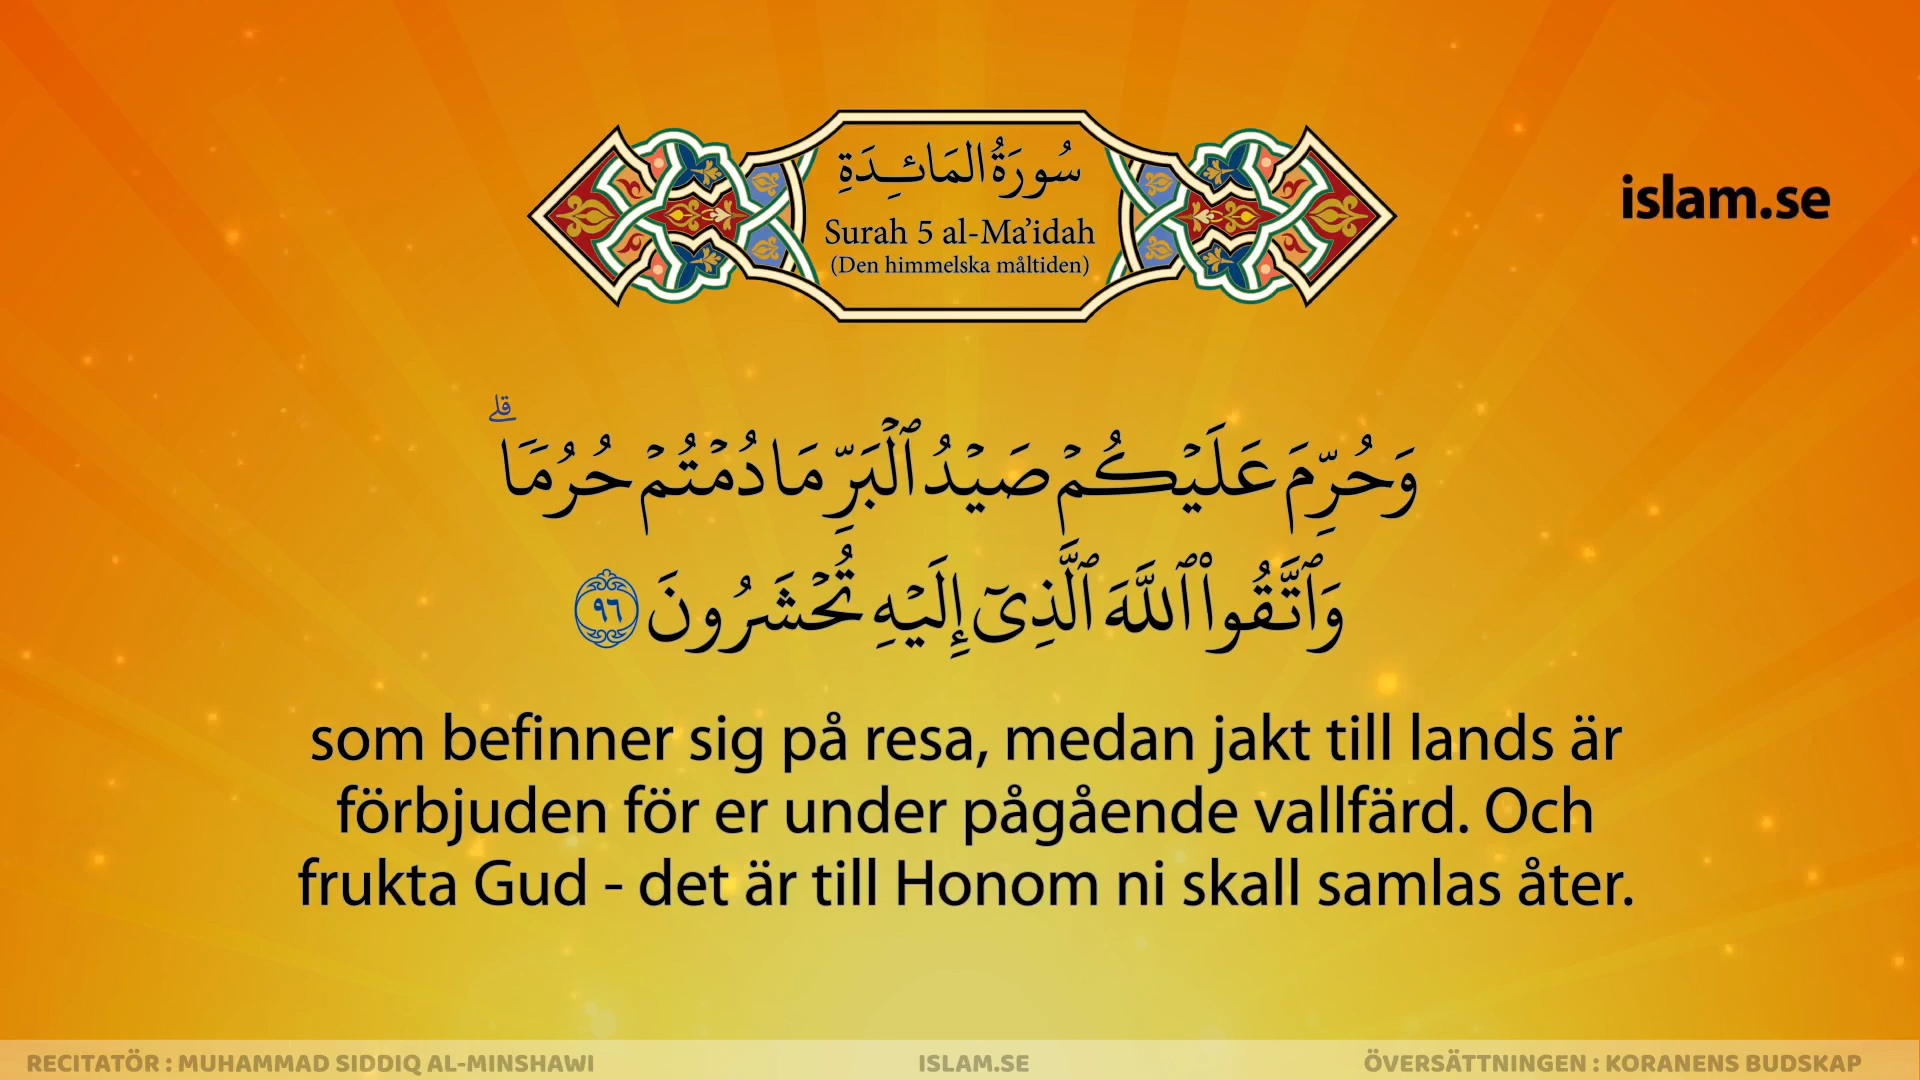 سُورَةُ المَائِدَةِ
Surah 5 al-Ma’idah
(Den himmelska måltiden)
islam.se
وَحُرِّمَ عَلَيْكُمْ صَيْدُ ٱلْبَرِّ مَا دُمْتُمْ حُرُمًا ۗ
وَٱتَّقُوا۟ ٱللَّهَ ٱلَّذِىٓ إِلَيْهِ تُحْشَرُونَ ٩٦
som befinner sig på resa, medan jakt till lands är
förbjuden för er under pågående vallfärd. Och
frukta Gud - det är till Honom ni skall samlas åter.
RECITATÖR : MUHAMMAD SIDDIQ AL-MINSHAWI
ISLAM.SE
ÖVERSÄTTNINGEN : KORANENS BUDSKAP